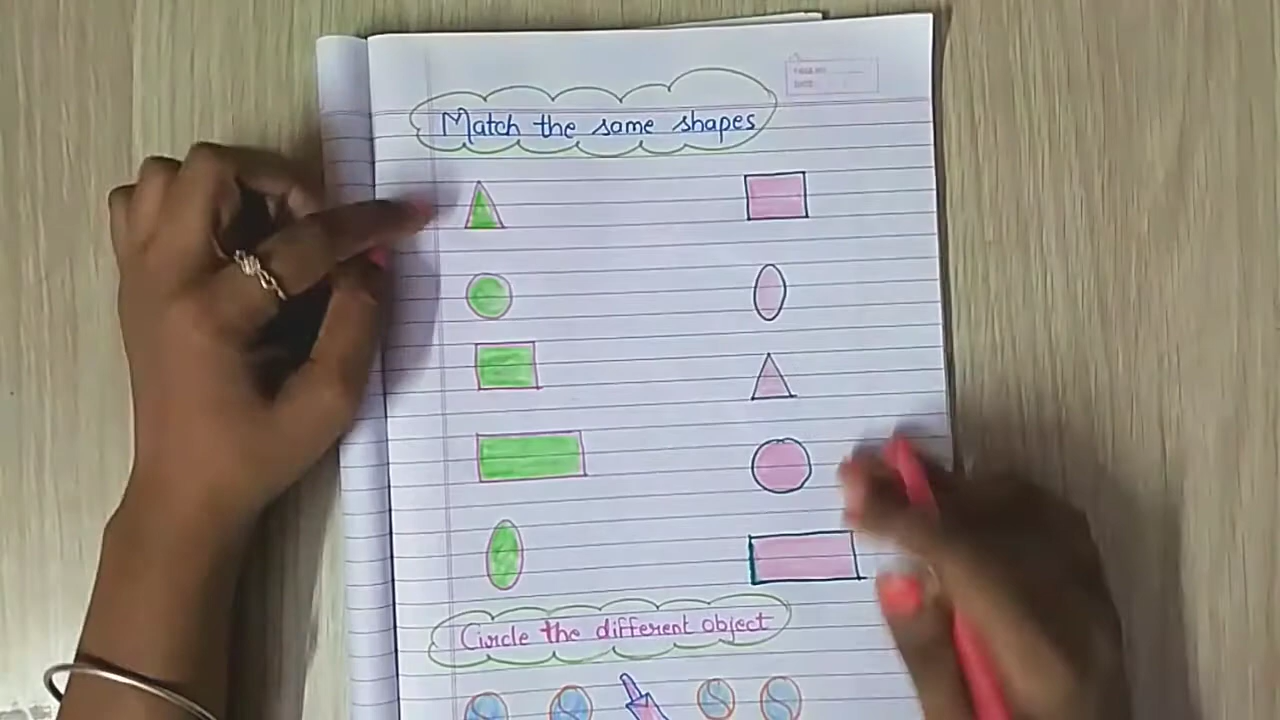 Match the same shapes
Circle the different object